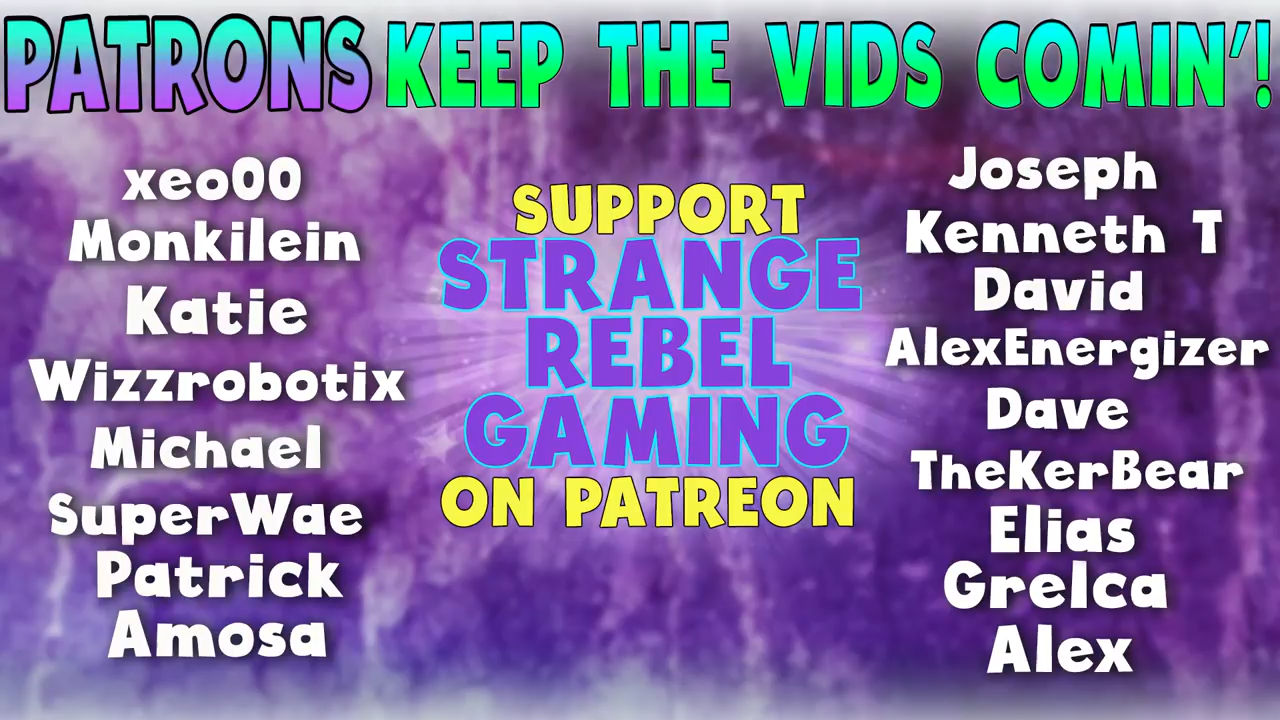 PATRONS KEEP THE VIDS COMIN'!
xeo00
Monkilein
Katie
Wizzrobotix
Michael
SuperWae
Patrick
Amosa
SUPPORT
STRANGE
REBEL
GAMING
ON PATREON
Joseph
Kenneth T
David
AlexEnergizer
Dave
TheKerBear
Elias
Grelca
Alex